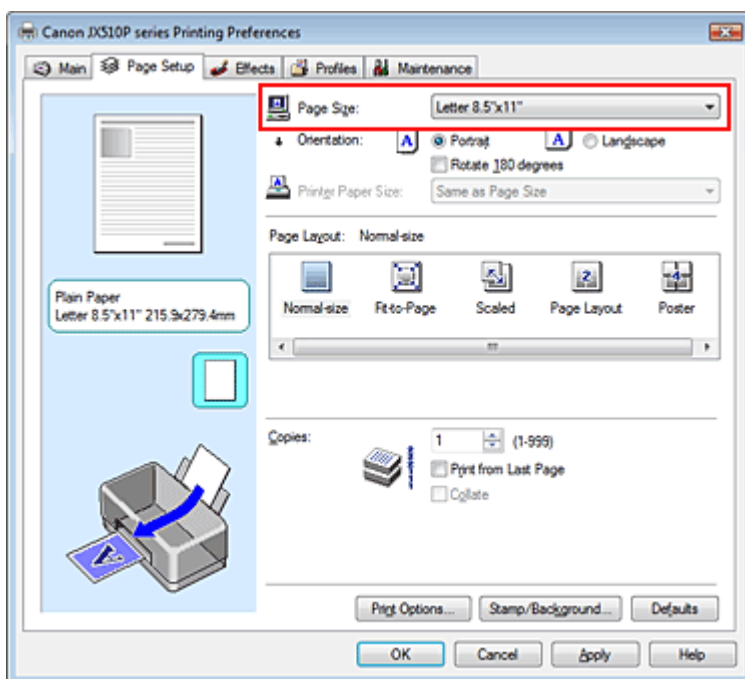 Canon JX510P series Printing Preferences
Main Page Setup Effects Profiles Maintenance
Page Size: Letter 8.5"x11"
Orientation: A Portrait A Landscape
Rotate 180 degrees
Printer Paper Size: Same as Page Size
Page Layout: Normal-size
Normal-size Fit-to-Page Scaled Page Layout Poster
Plain Paper
Letter 8.5"x11" 215.9x279.4mm
Copies: 1 (1-999)
Print from Last Page
Collate
Print Options... Stamp/Background... Defaults
OK Cancel Apply Help